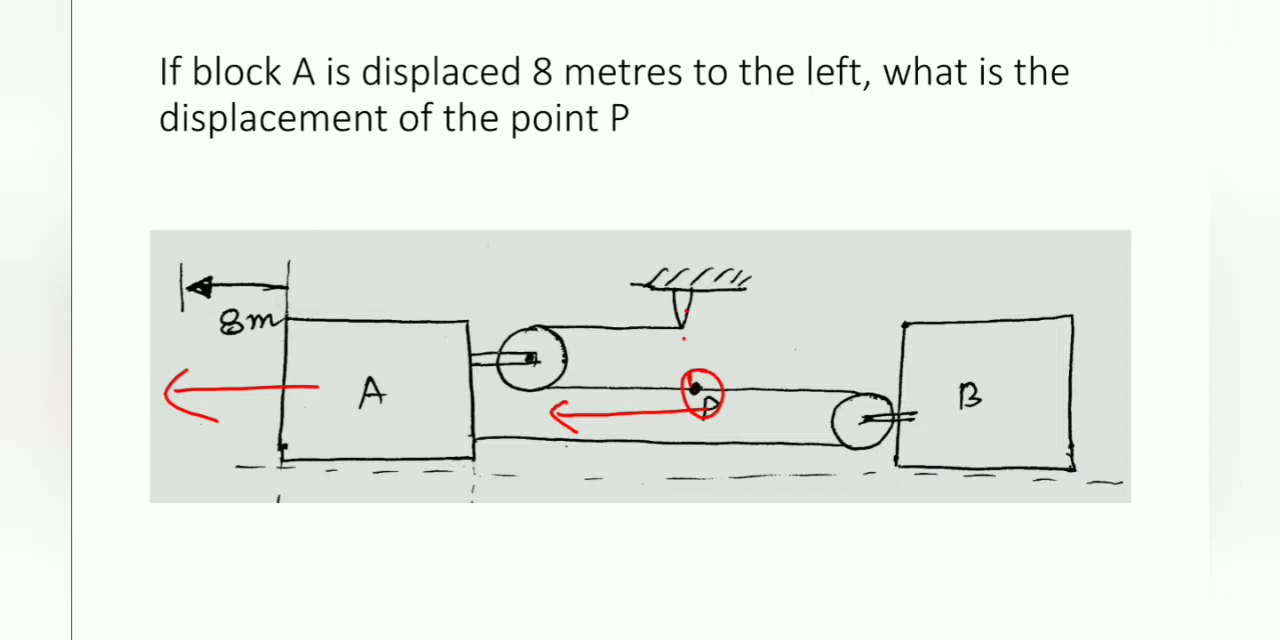 If block A is displaced 8 metres to the left, what is the
displacement of the point P
8m
A
P
B